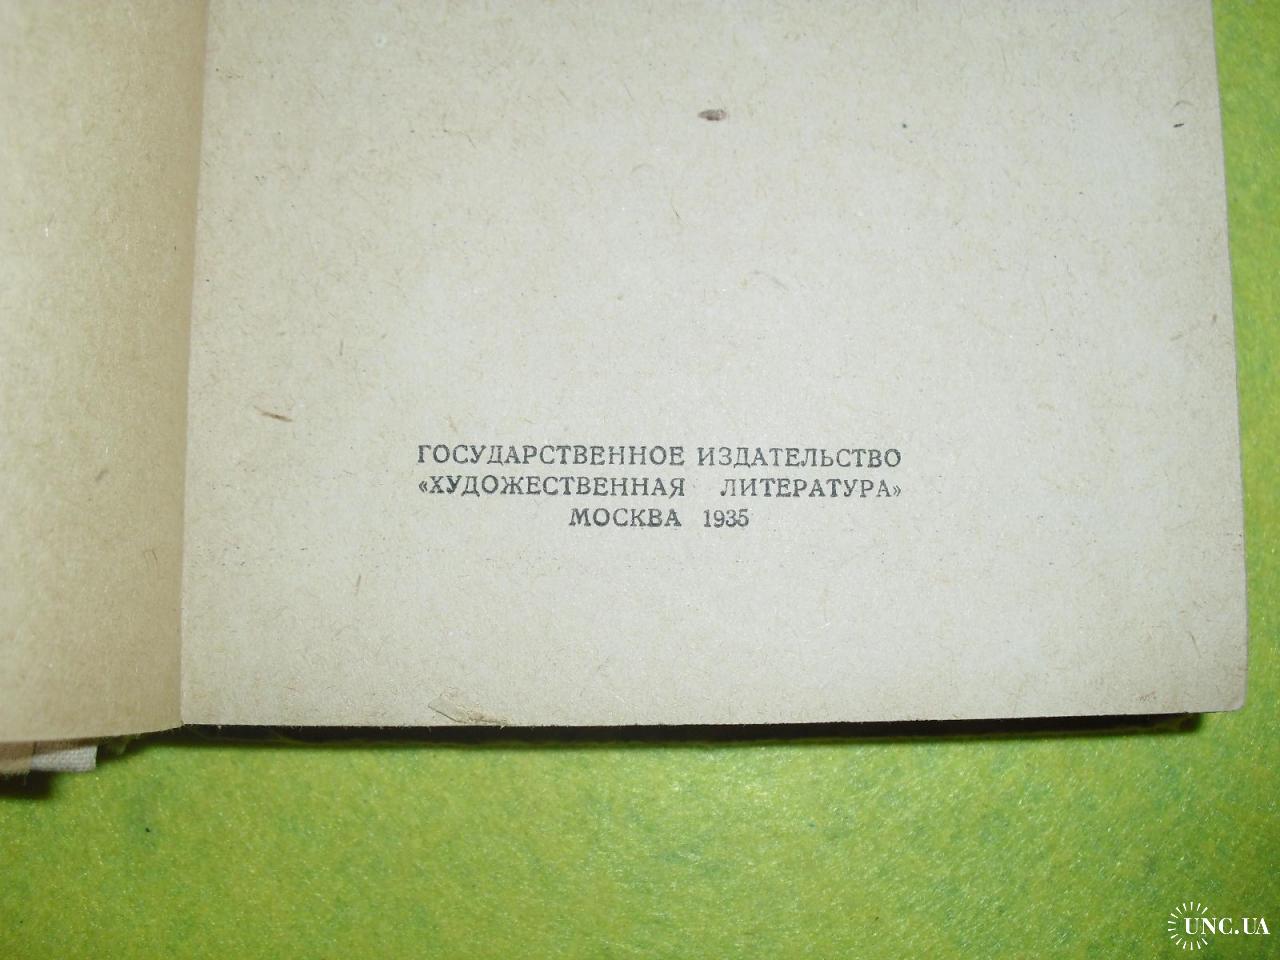 ГОСУДАРСТВЕННОЕ ИЗДАТЕЛЬСТВО
«ХУДОЖЕСТВЕННАЯ ЛИТЕРАТУРА»
МОСКВА 1935
UNC.UA